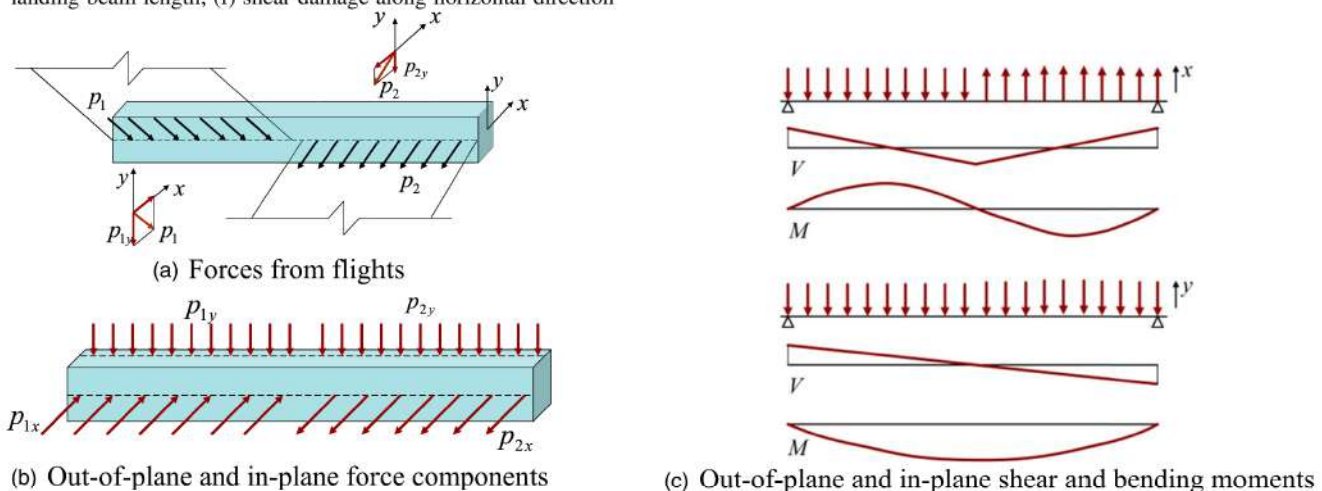 landing beam length; (f) shear damage along horizontal direction
y
x
p2y
p2
y
x
p1
p2
y
x
p1y
p1
(a) Forces from flights
p1y
p2y
p1x
p2x
(b) Out-of-plane and in-plane force components
x
V
M
y
V
M
(c) Out-of-plane and in-plane shear and bending moments